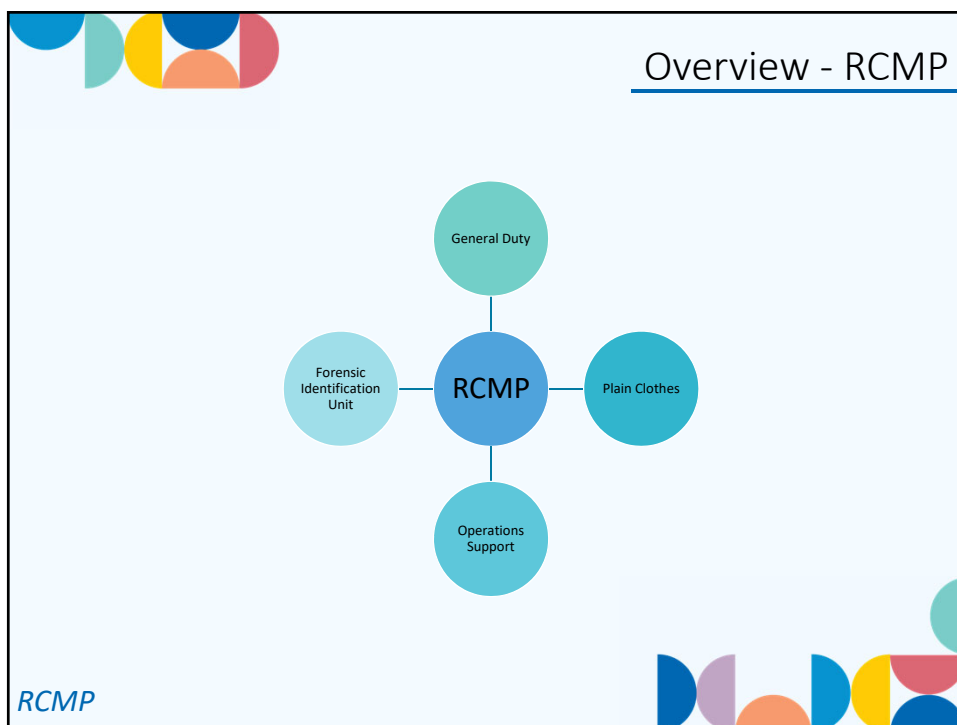 Overview - RCMP
General Duty
Forensic
Identification
Unit
RCMP
Plain Clothes
Operations
Support
RCMP